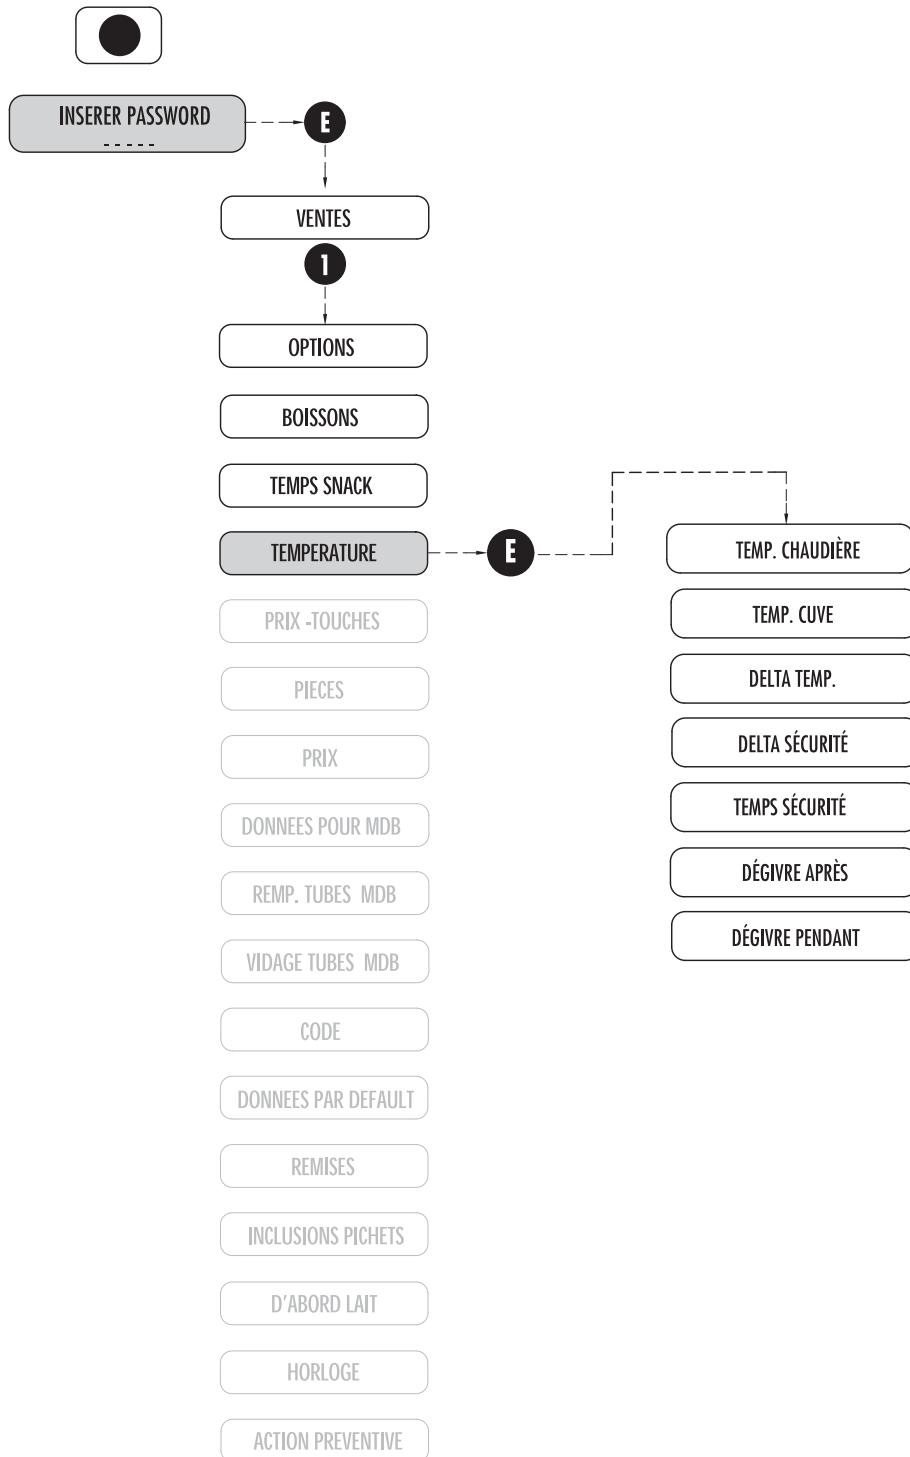 INSERER PASSWORD
- - - - -
E
VENTES
1
OPTIONS
BOISSONS
TEMPS SNACK
TEMPERATURE
E
PRIX -TOUCHES
PIECES
PRIX
DONNEES POUR MDB
REMP. TUBES MDB
VIDAGE TUBES MDB
CODE
DONNEES PAR DEFAULT
REMISES
INCLUSIONS PICHETS
D'ABORD LAIT
HORLOGE
ACTION PREVENTIVE
TEMP. CHAUDIÈRE
TEMP. CUVE
DELTA TEMP.
DELTA SÉCURITÉ
TEMPS SÉCURITÉ
DÉGIVRE APRÈS
DÉGIVRE PENDANT